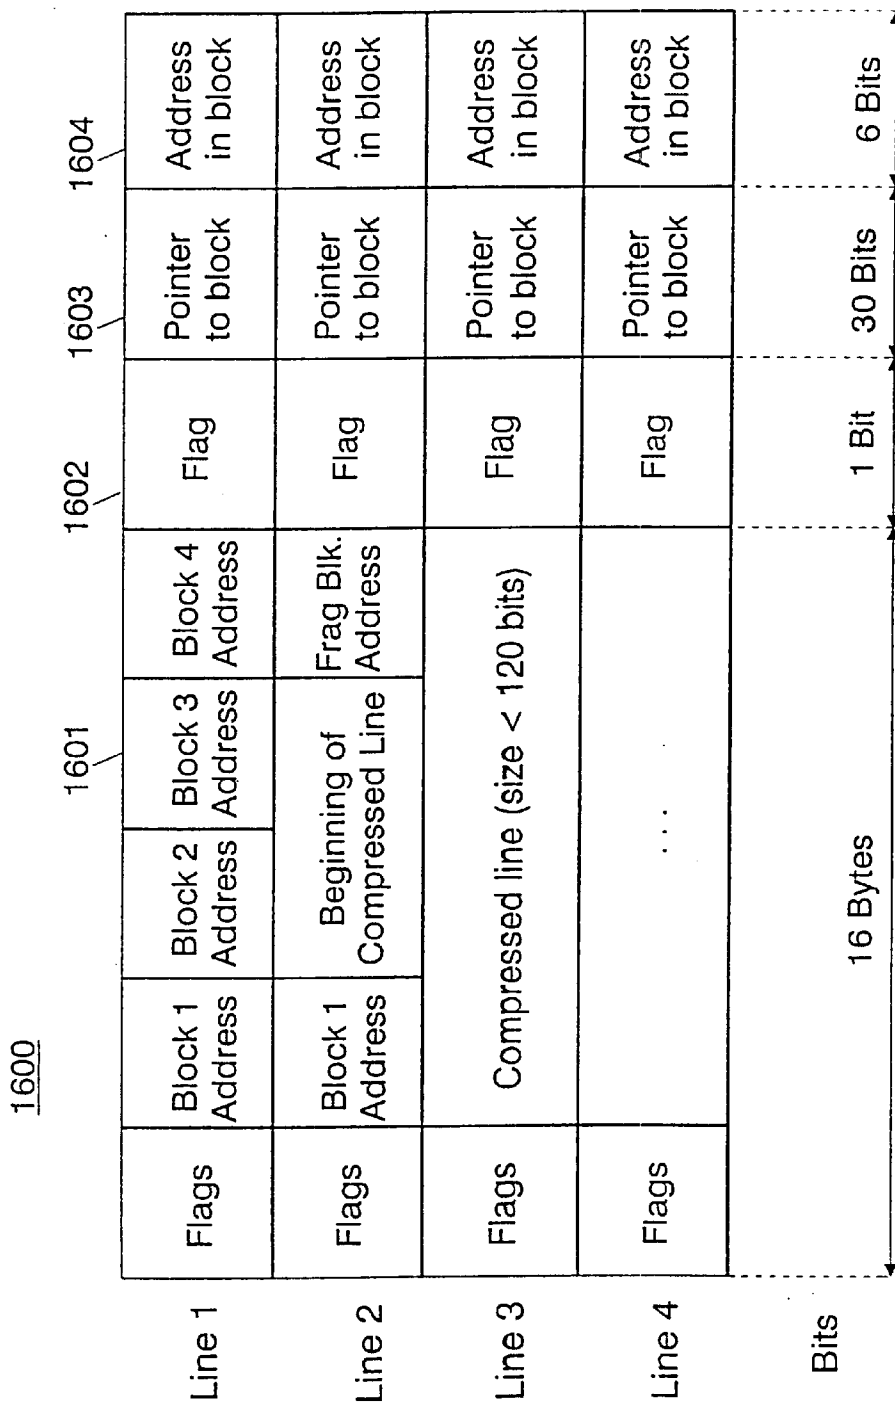 1600
1601
1602
1603
1604
Line 1
Flags
Block 1
Address
Block 2
Address
Block 3
Address
Block 4
Address
Flag
Pointer
to block
Address
in block
Line 2
Flags
Block 1
Address
Beginning of
Compressed Line
Frag Blk.
Address
Flag
Pointer
to block
Address
in block
Line 3
Flags
Compressed line (size < 120 bits)
Flag
Pointer
to block
Address
in block
Line 4
Flags
...
Flag
Pointer
to block
Address
in block
Bits
16 Bytes
1 Bit
30 Bits
6 Bits